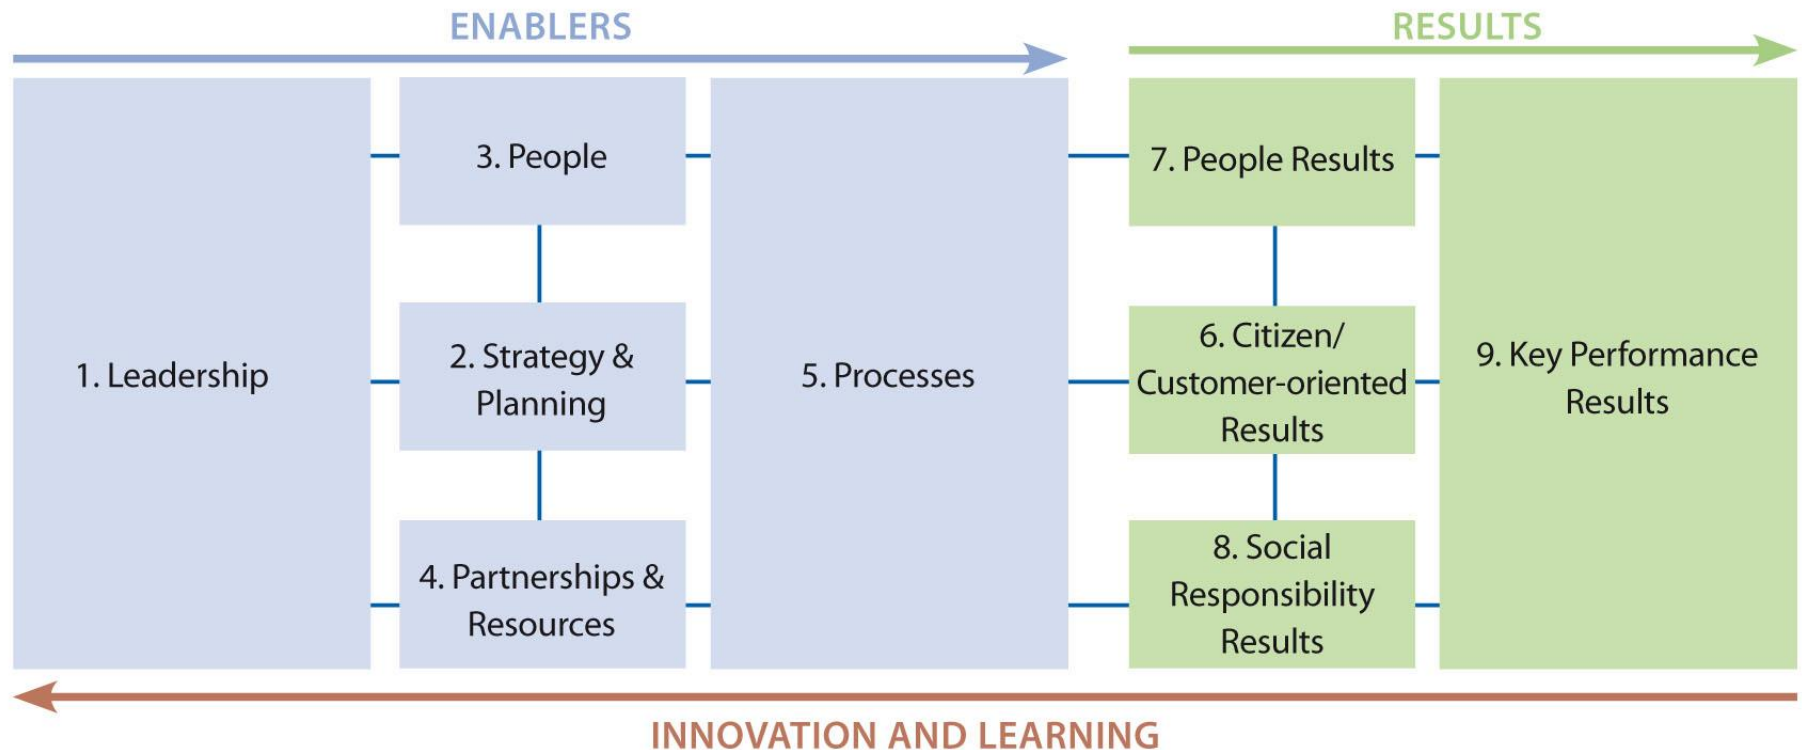 ENABLERS
RESULTS
1. Leadership
3. People
2. Strategy &
Planning
4. Partnerships &
Resources
5. Processes
7. People Results
6. Citizen/
Customer-oriented
Results
8. Social
Responsibility
Results
9. Key Performance
Results
INNOVATION AND LEARNING